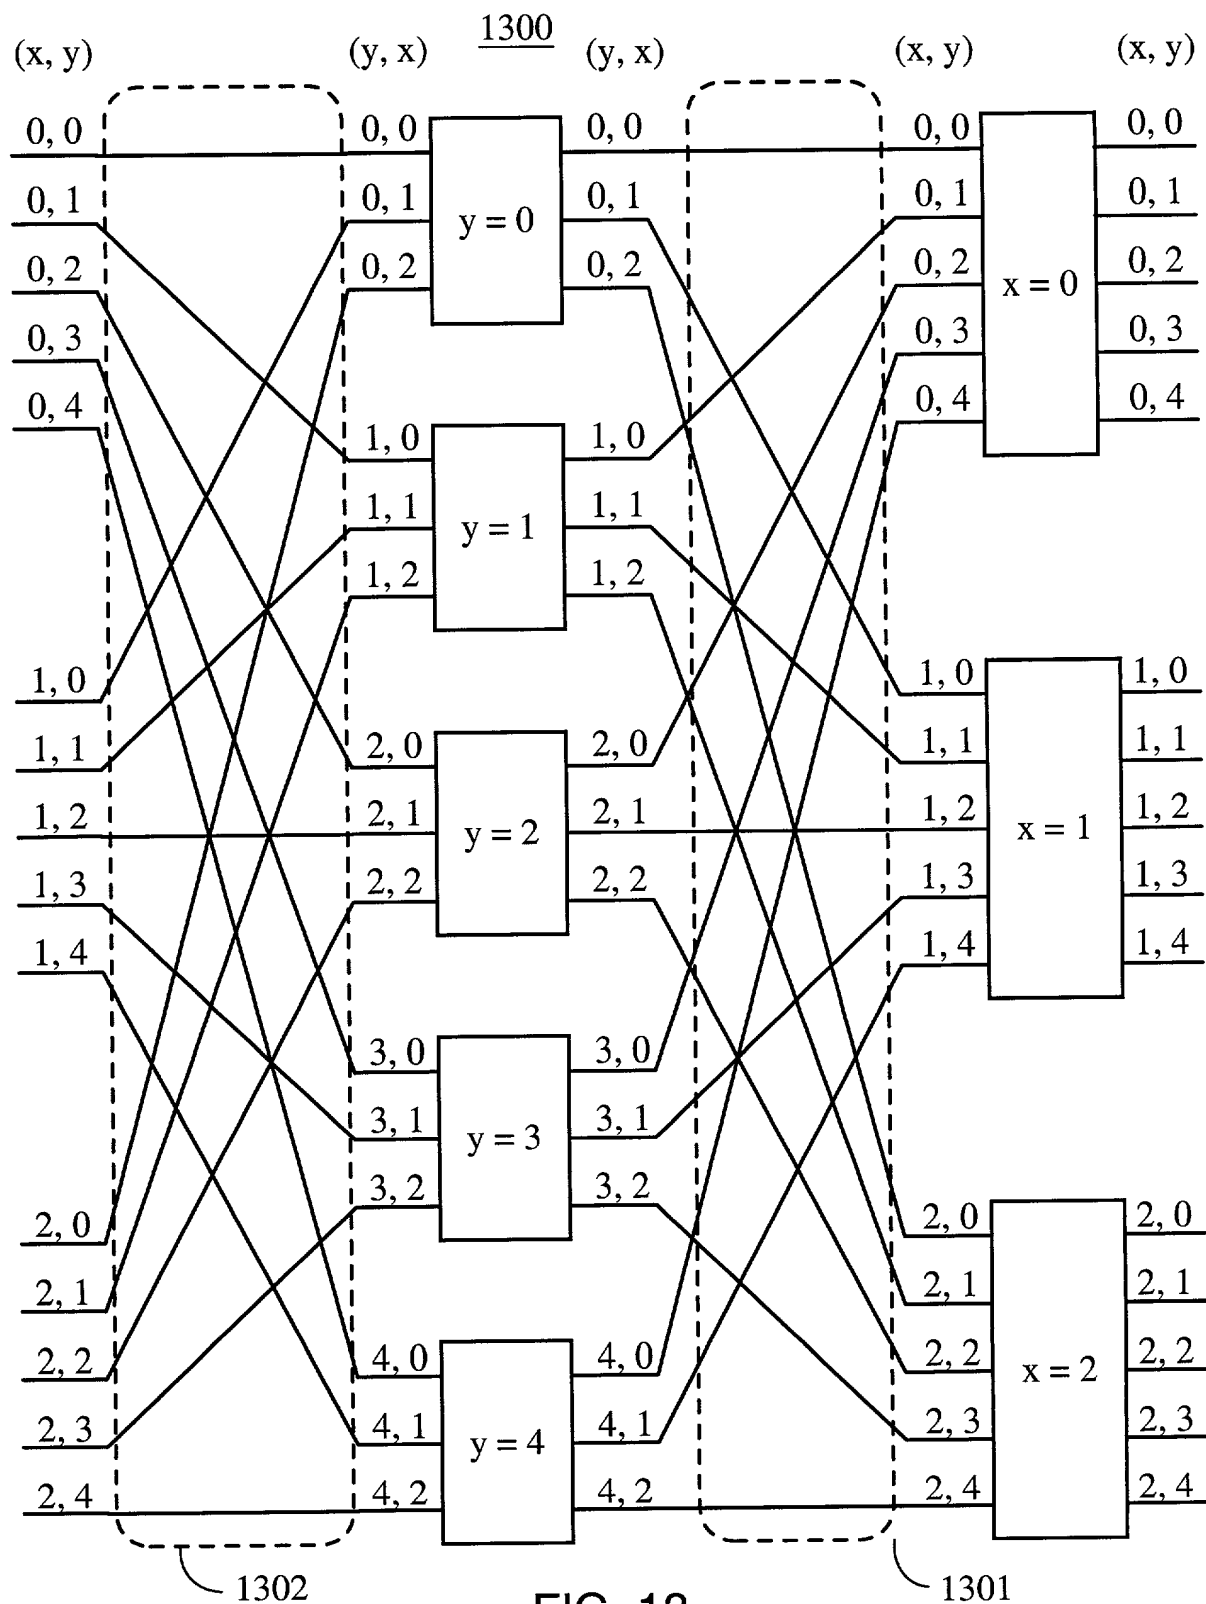 1300
(x, y) (y, x) (y, x) (x, y) (x, y)
0, 0 0, 0 0, 0 0, 0 0, 0
0, 1 0, 1 y = 0 0, 1 0, 1 0, 1
0, 2 0, 2 0, 2 0, 2 x = 0 0, 2
0, 3 0, 3 0, 3
0, 4 0, 4 0, 4
1, 0 1, 0
1, 1 y = 1 1, 1
1, 2 1, 2
1, 0 1, 0 1, 0
1, 1 2, 0 2, 0 1, 1 1, 1
1, 2 2, 1 y = 2 2, 1 1, 2 x = 1 1, 2
1, 3 2, 2 2, 2 1, 3 1, 3
1, 4 1, 4 1, 4
3, 0 3, 0
3, 1 y = 3 3, 1
3, 2 3, 2
2, 0 2, 0 2, 0
2, 1 2, 1 2, 1
2, 2 4, 0 4, 0 2, 2 x = 2 2, 2
2, 3 4, 1 y = 4 4, 1 2, 3 2, 3
2, 4 4, 2 4, 2 2, 4 2, 4
1302 1301
FIG.